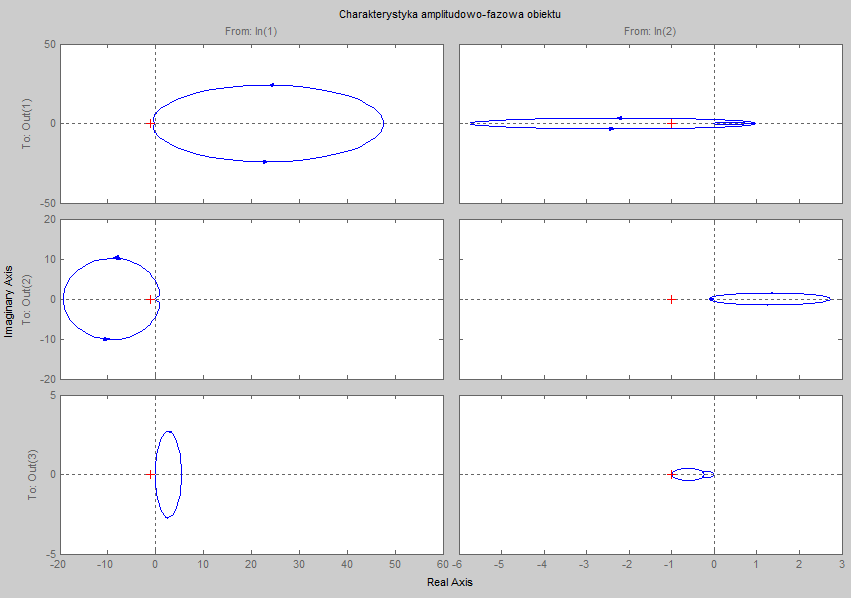 Charakterystyka amplitudowo-fazowa obiektu
From: In(1)
From: In(2)
To: Out(1)
50
0
-50
To: Out(2)
20
10
0
-10
-20
To: Out(3)
5
0
-5
-20 -10 0 10 20 30 40 50 60
-6 -5 -4 -3 -2 -1 0 1 2 3
Imaginary Axis
Real Axis